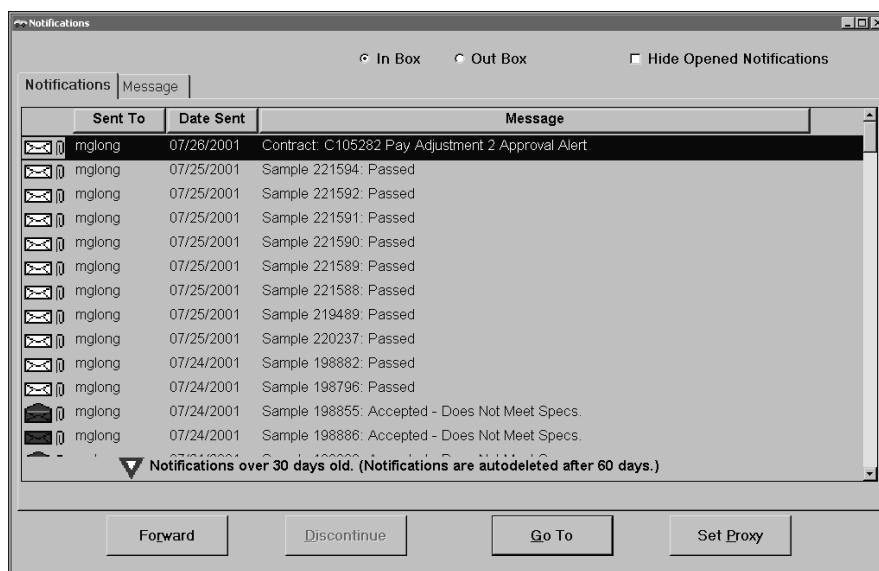 Notifications
In Box Out Box Hide Opened Notifications
Notifications Message
Sent To Date Sent Message
mglong 07/26/2001 Contract: C105282 Pay Adjustment 2 Approval Alert
mglong 07/25/2001 Sample 221594: Passed
mglong 07/25/2001 Sample 221592: Passed
mglong 07/25/2001 Sample 221591: Passed
mglong 07/25/2001 Sample 221590: Passed
mglong 07/25/2001 Sample 221589: Passed
mglong 07/25/2001 Sample 221588: Passed
mglong 07/25/2001 Sample 219489: Passed
mglong 07/25/2001 Sample 220237: Passed
mglong 07/24/2001 Sample 198882: Passed
mglong 07/24/2001 Sample 198796: Passed
mglong 07/24/2001 Sample 198855: Accepted - Does Not Meet Specs.
mglong 07/24/2001 Sample 198886: Accepted - Does Not Meet Specs.
Notifications over 30 days old. (Notifications are autodeleted after 60 days.)
Forward Discontinue Go To Set Proxy